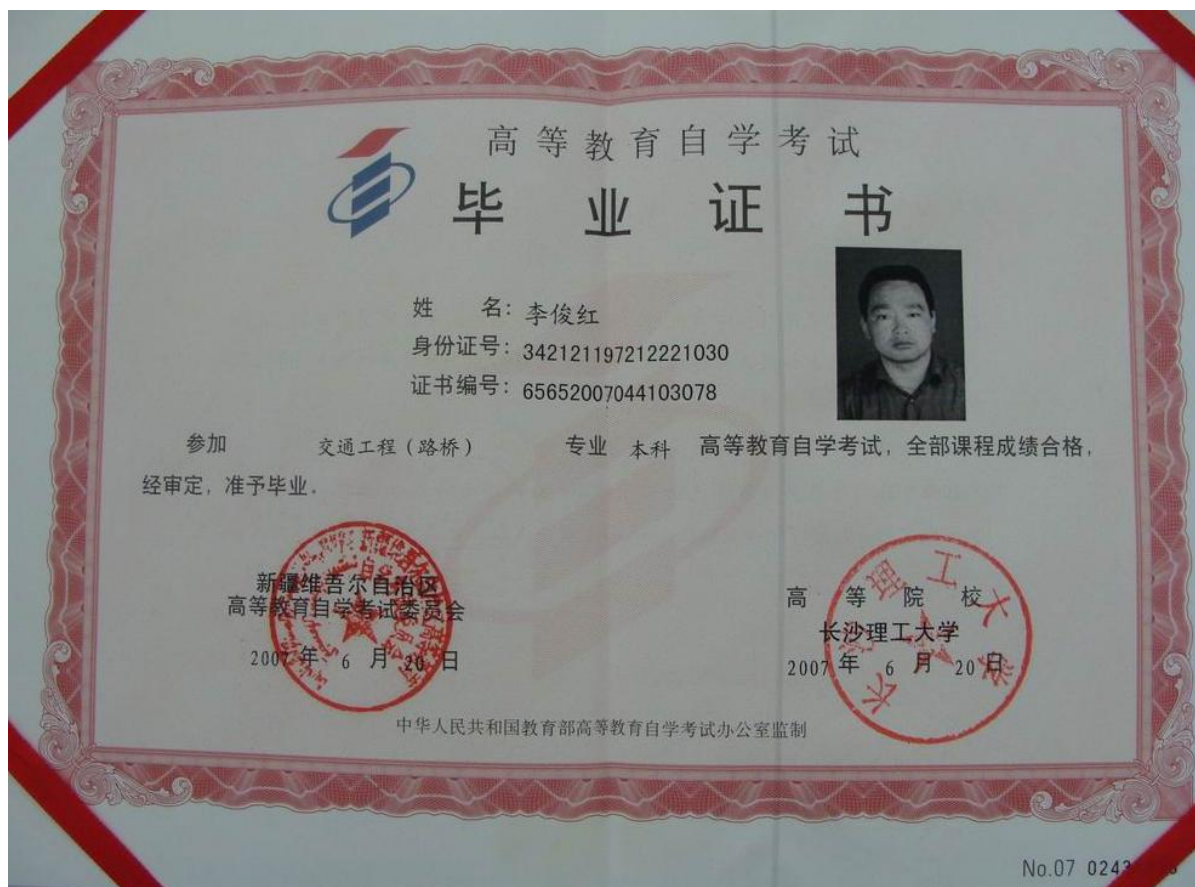 高等教育自学考试
毕业证书
姓 名：李俊红
身份证号：342121197212221030
证书编号：65652007044103078
参加 交通工程（路桥） 专业 本科 高等教育自学考试，全部课程成绩合格，
经审定，准予毕业。
新疆维吾尔自治区
高等教育自学考试委员会
2007 年 6 月 20 日
高等院校
长沙理工大学
2007 年 6 月 20 日
长沙理工大学
中华人民共和国教育部高等教育自学考试办公室监制
No.07 0243